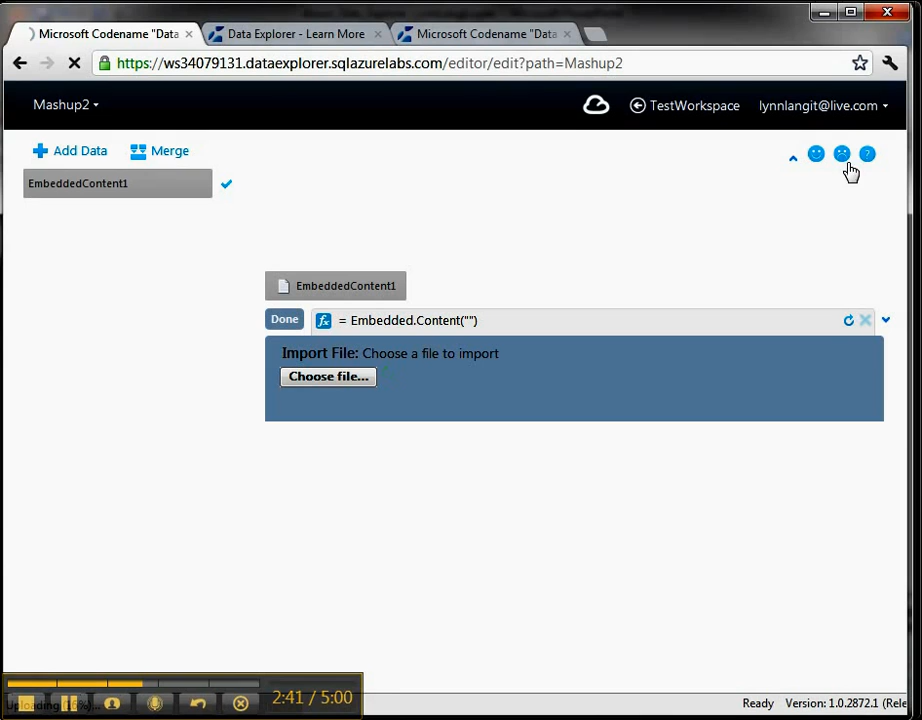 Microsoft Codename "Data
Data Explorer - Learn More
Microsoft Codename "Data
https://ws34079131.dataexplorer.sqlazurelabs.com/editor/edit?path=Mashup2
Mashup2
TestWorkspace
lynnlangit@live.com
Add Data
Merge
?
EmbeddedContent1
EmbeddedContent1
Done
fx
= Embedded.Content("")
Import File: Choose a file to import
Choose file...
2:41 / 5:00
Ready
Version: 1.0.2872.1 (Rele